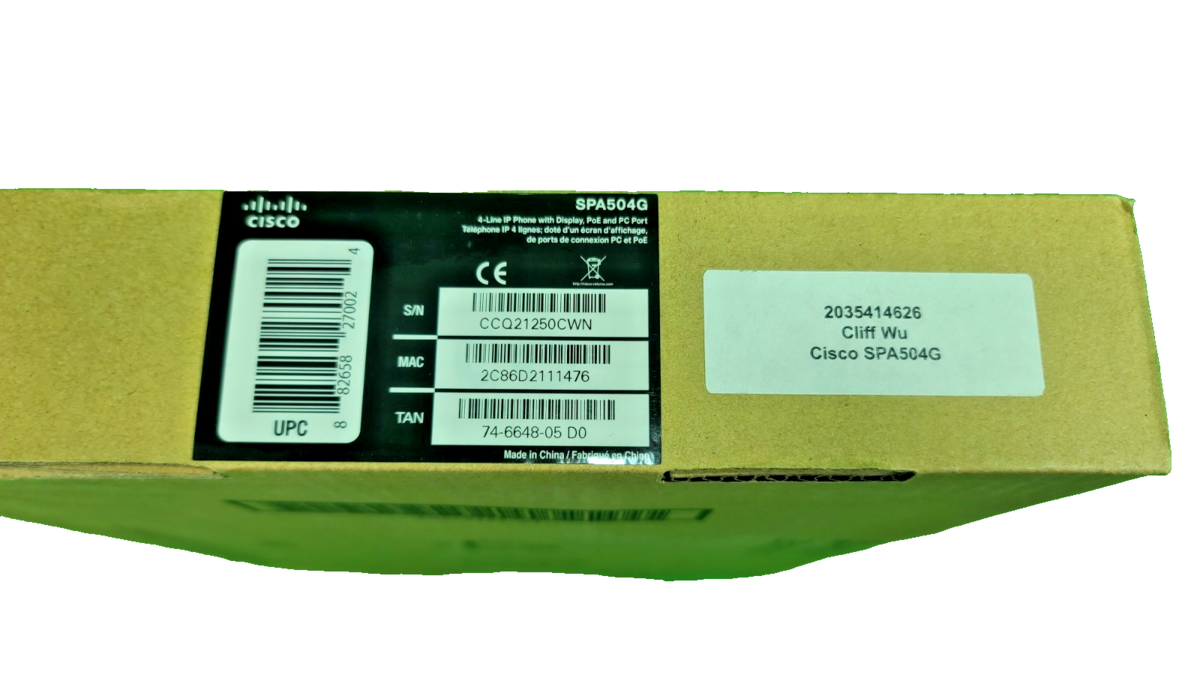 CISCO
SPA504G
4-Line IP Phone with Display, PoE and PC Port
Téléphone IP 4 lignes; doté d'un écran d'affichage,
de ports de connexion PC et PoE
CE
S/N
CCQ21250CWN
MAC
2C86D2111476
TAN
74-6648-05 D0
Made in China / Fabriqué en Chine
8 82658 27002 4
UPC
2035414626
Cliff Wu
Cisco SPA504G